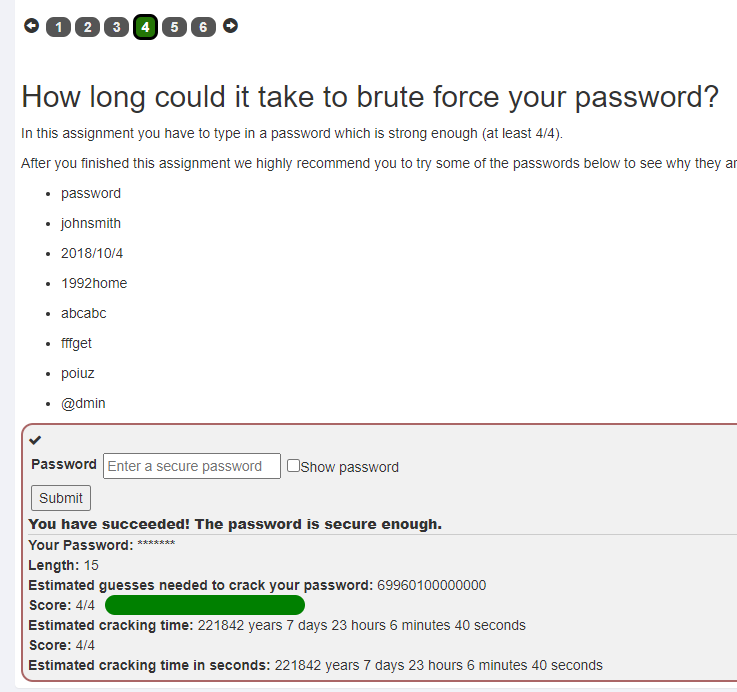 1 2 3 4 5 6
How long could it take to brute force your password?
In this assignment you have to type in a password which is strong enough (at least 4/4).
After you finished this assignment we highly recommend you to try some of the passwords below to see why they
• password
• johnsmith
• 2018/10/4
• 1992home
• abcabc
• fffget
• poiuz
• @dmin
Password Enter a secure password Show password
Submit
You have succeeded! The password is secure enough.
Your Password: *******
Length: 15
Estimated guesses needed to crack your password: 69960100000000
Score: 4/4
Estimated cracking time: 221842 years 7 days 23 hours 6 minutes 40 seconds
Score: 4/4
Estimated cracking time in seconds: 221842 years 7 days 23 hours 6 minutes 40 seconds